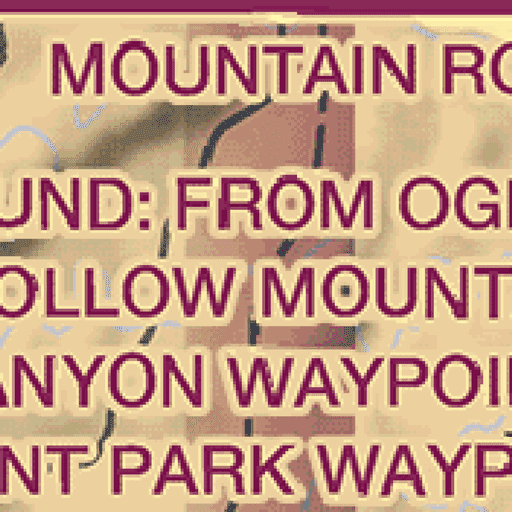 MOUNTAIN RO
UND: FROM OG
OLLOW MOUNT
ANYON WAYPOI
NT PARK WAYP